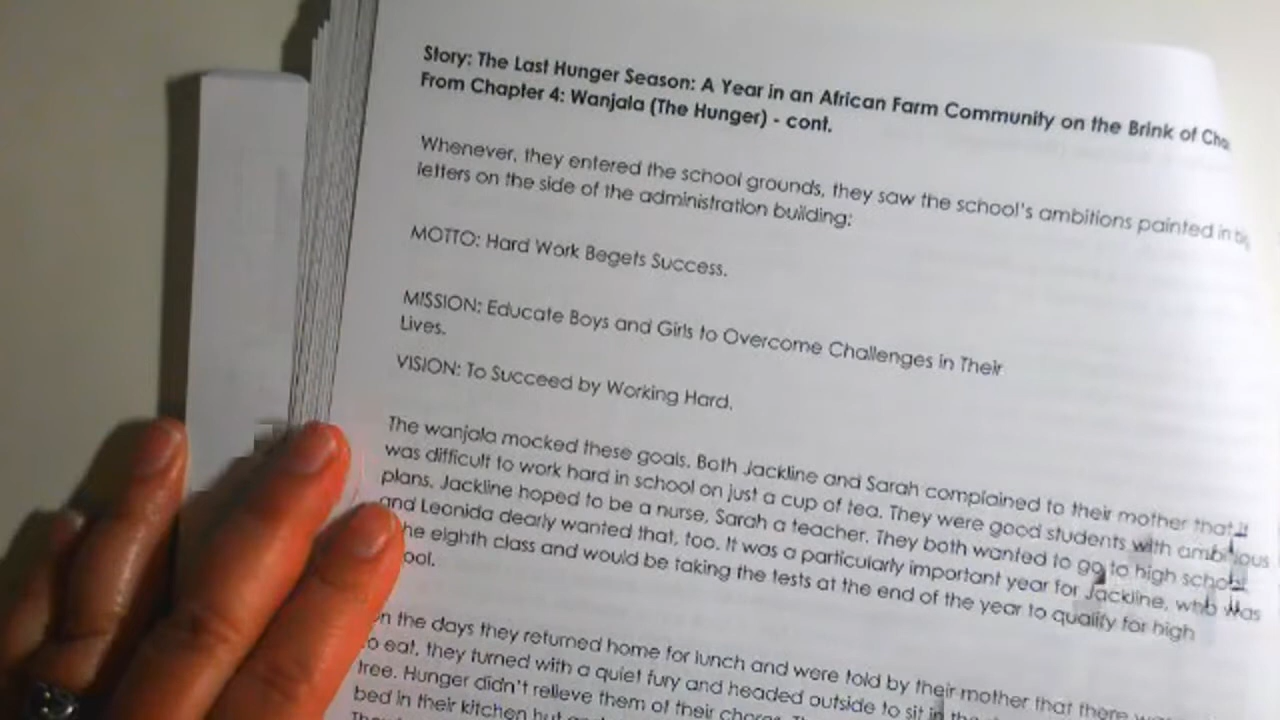 Story: The Last Hunger Season: A Year in an African Farm Community on the Brink of Cha
From Chapter 4: Wanjala (The Hunger) - cont.
Whenever, they entered the school grounds, they saw the school's ambitions painted in
letters on the side of the administration building:
MOTTO: Hard Work Begets Success.
MISSION: Educate Boys and Girls to Overcome Challenges in Their
Lives.
VISION: To Succeed by Working Hard.
The wanjala mocked these goals. Both Jackline and Sarah complained to their mother that it
was difficult to work hard in school on just a cup of tea. They were good students with ambitious
plans. Jackline hoped to be a nurse, Sarah a teacher. They both wanted to go to high school
and Leonida dearly wanted that, too. It was a particularly important year for Jackline, who was
he eighth class and would be taking the tests at the end of the year to qualify for high
ool.
on the days they returned home for lunch and were told by their mother that there
o eat, they turned with a quiet fury and headed outside to sit in
tree. Hunger didn't relieve them of their chores.
bed in their kitchen hut